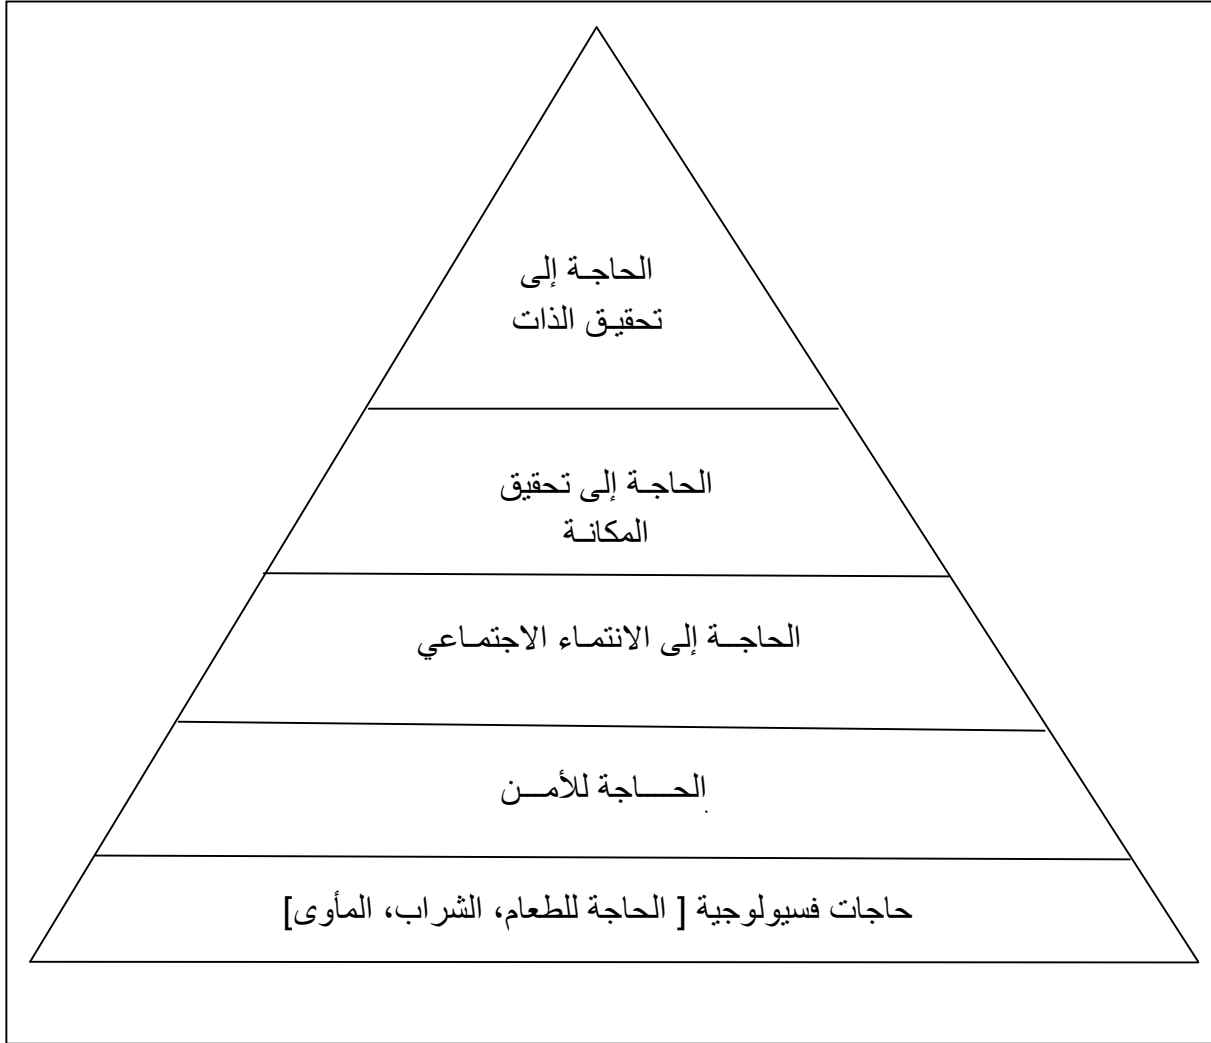 الحاجة إلى
تحقيق الذات
الحاجة إلى تحقيق
المكانة
الحاجة إلى الانتماء الاجتماعي
الحاجة للأمن
حاجات فسيولوجية [ الحاجة للطعام، الشراب، المأوى]